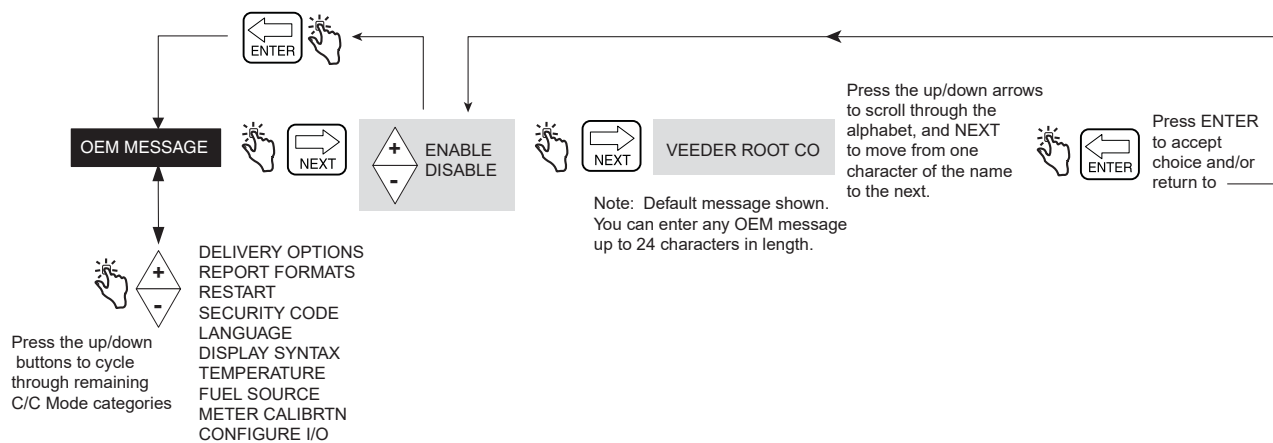 ENTER
OEM MESSAGE
NEXT
+
-
ENABLE
DISABLE
NEXT
VEEDER ROOT CO
Note: Default message shown.
You can enter any OEM message
up to 24 characters in length.
Press the up/down arrows
to scroll through the
alphabet, and NEXT
to move from one
character of the name
to the next.
ENTER
Press ENTER
to accept
choice and/or
return to
+
-
Press the up/down
buttons to cycle
through remaining
C/C Mode categories
DELIVERY OPTIONS
REPORT FORMATS
RESTART
SECURITY CODE
LANGUAGE
DISPLAY SYNTAX
TEMPERATURE
FUEL SOURCE
METER CALIBRTN
CONFIGURE I/O